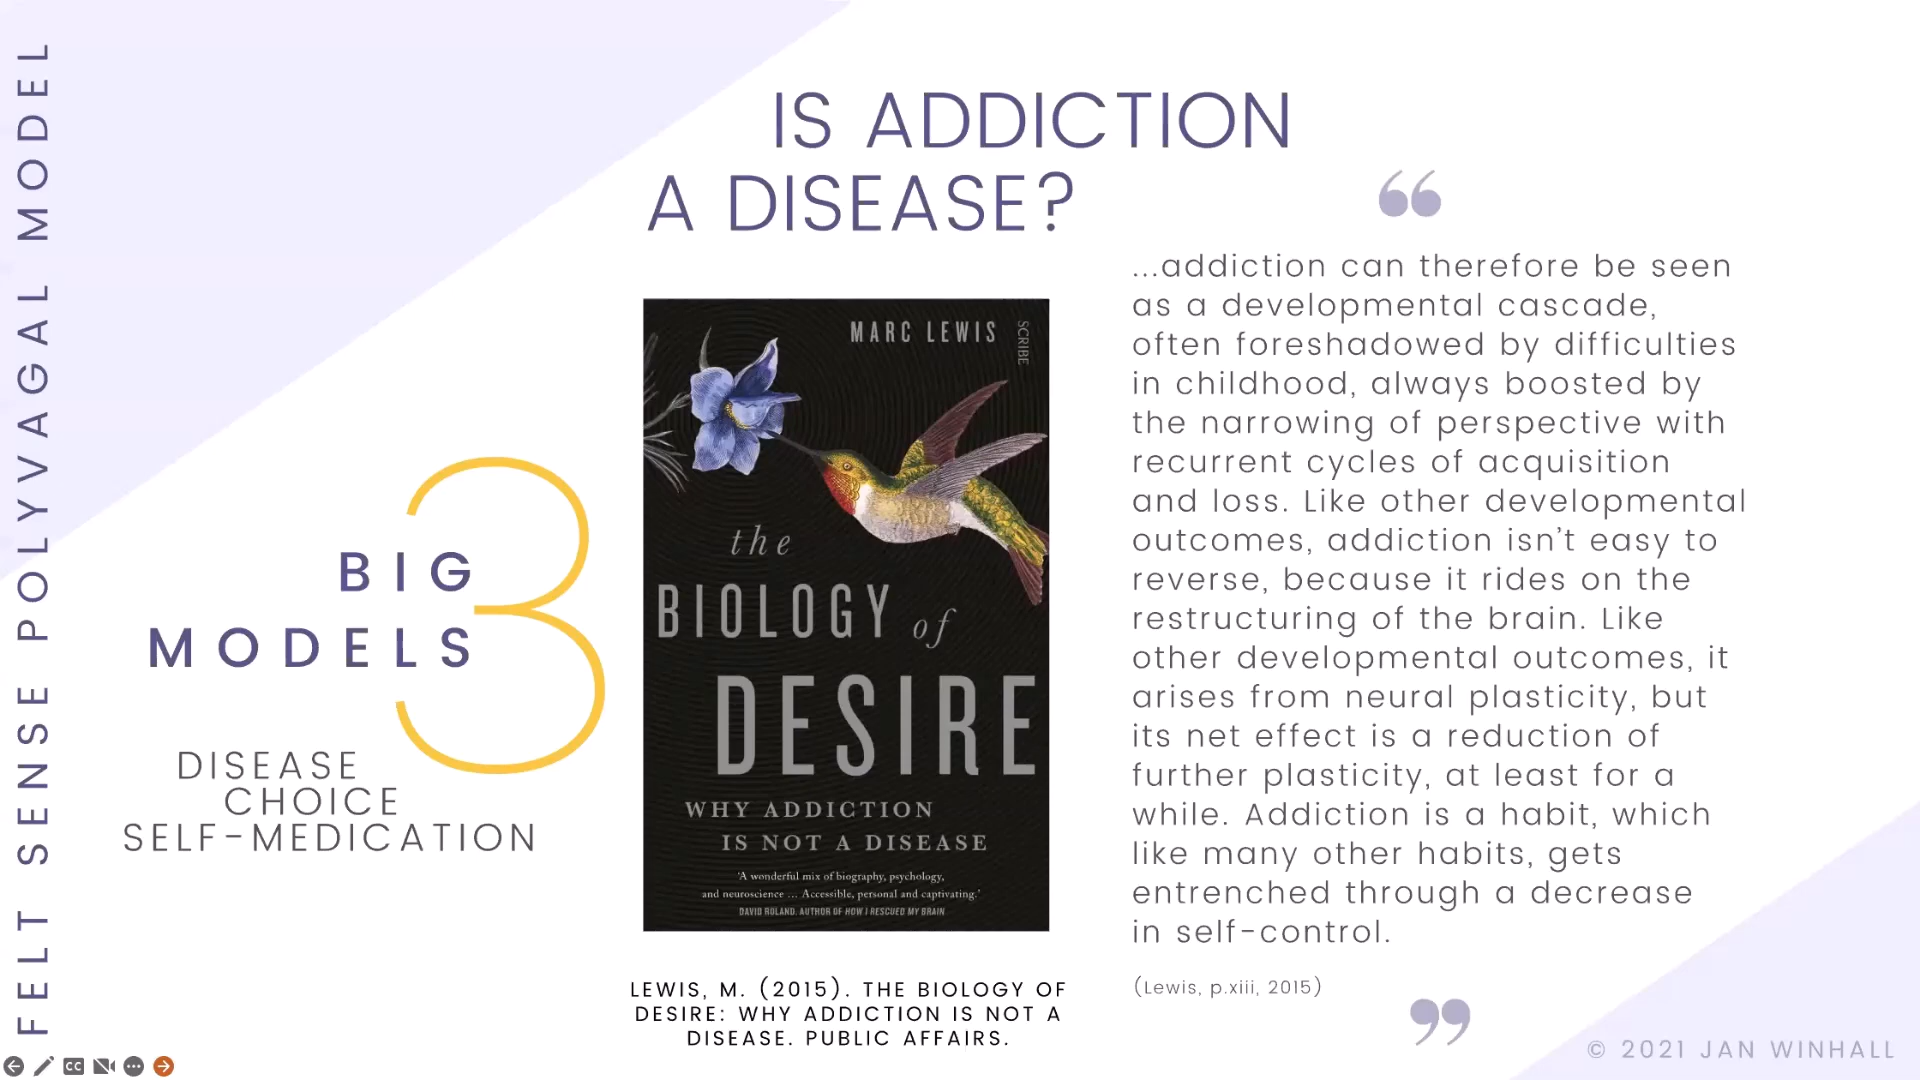 FELT SENSE POLYVAGAL MODEL
IS ADDICTION
A DISEASE?
BIG
MODELS
3
DISEASE
CHOICE
SELF-MEDICATION
MARC LEWIS
SCRIBE
the
BIOLOGY of
DESIRE
WHY ADDICTION
IS NOT A DISEASE
'A wonderful mix of biography, psychology,
and neuroscience ... Accessible, personal and captivating.'
DAVID ROLAND, AUTHOR OF HOW I RESCUED MY BRAIN
LEWIS, M. (2015). THE BIOLOGY OF
DESIRE: WHY ADDICTION IS NOT A
DISEASE. PUBLIC AFFAIRS.
“
...addiction can therefore be seen
as a developmental cascade,
often foreshadowed by difficulties
in childhood, always boosted by
the narrowing of perspective with
recurrent cycles of acquisition
and loss. Like other developmental
outcomes, addiction isn't easy to
reverse, because it rides on the
restructuring of the brain. Like
other developmental outcomes, it
arises from neural plasticity, but
its net effect is a reduction of
further plasticity, at least for a
while. Addiction is a habit, which
like many other habits, gets
entrenched through a decrease
in self-control.
(Lewis, p.xiii, 2015)
”
© 2021 JAN WINHALL
CC